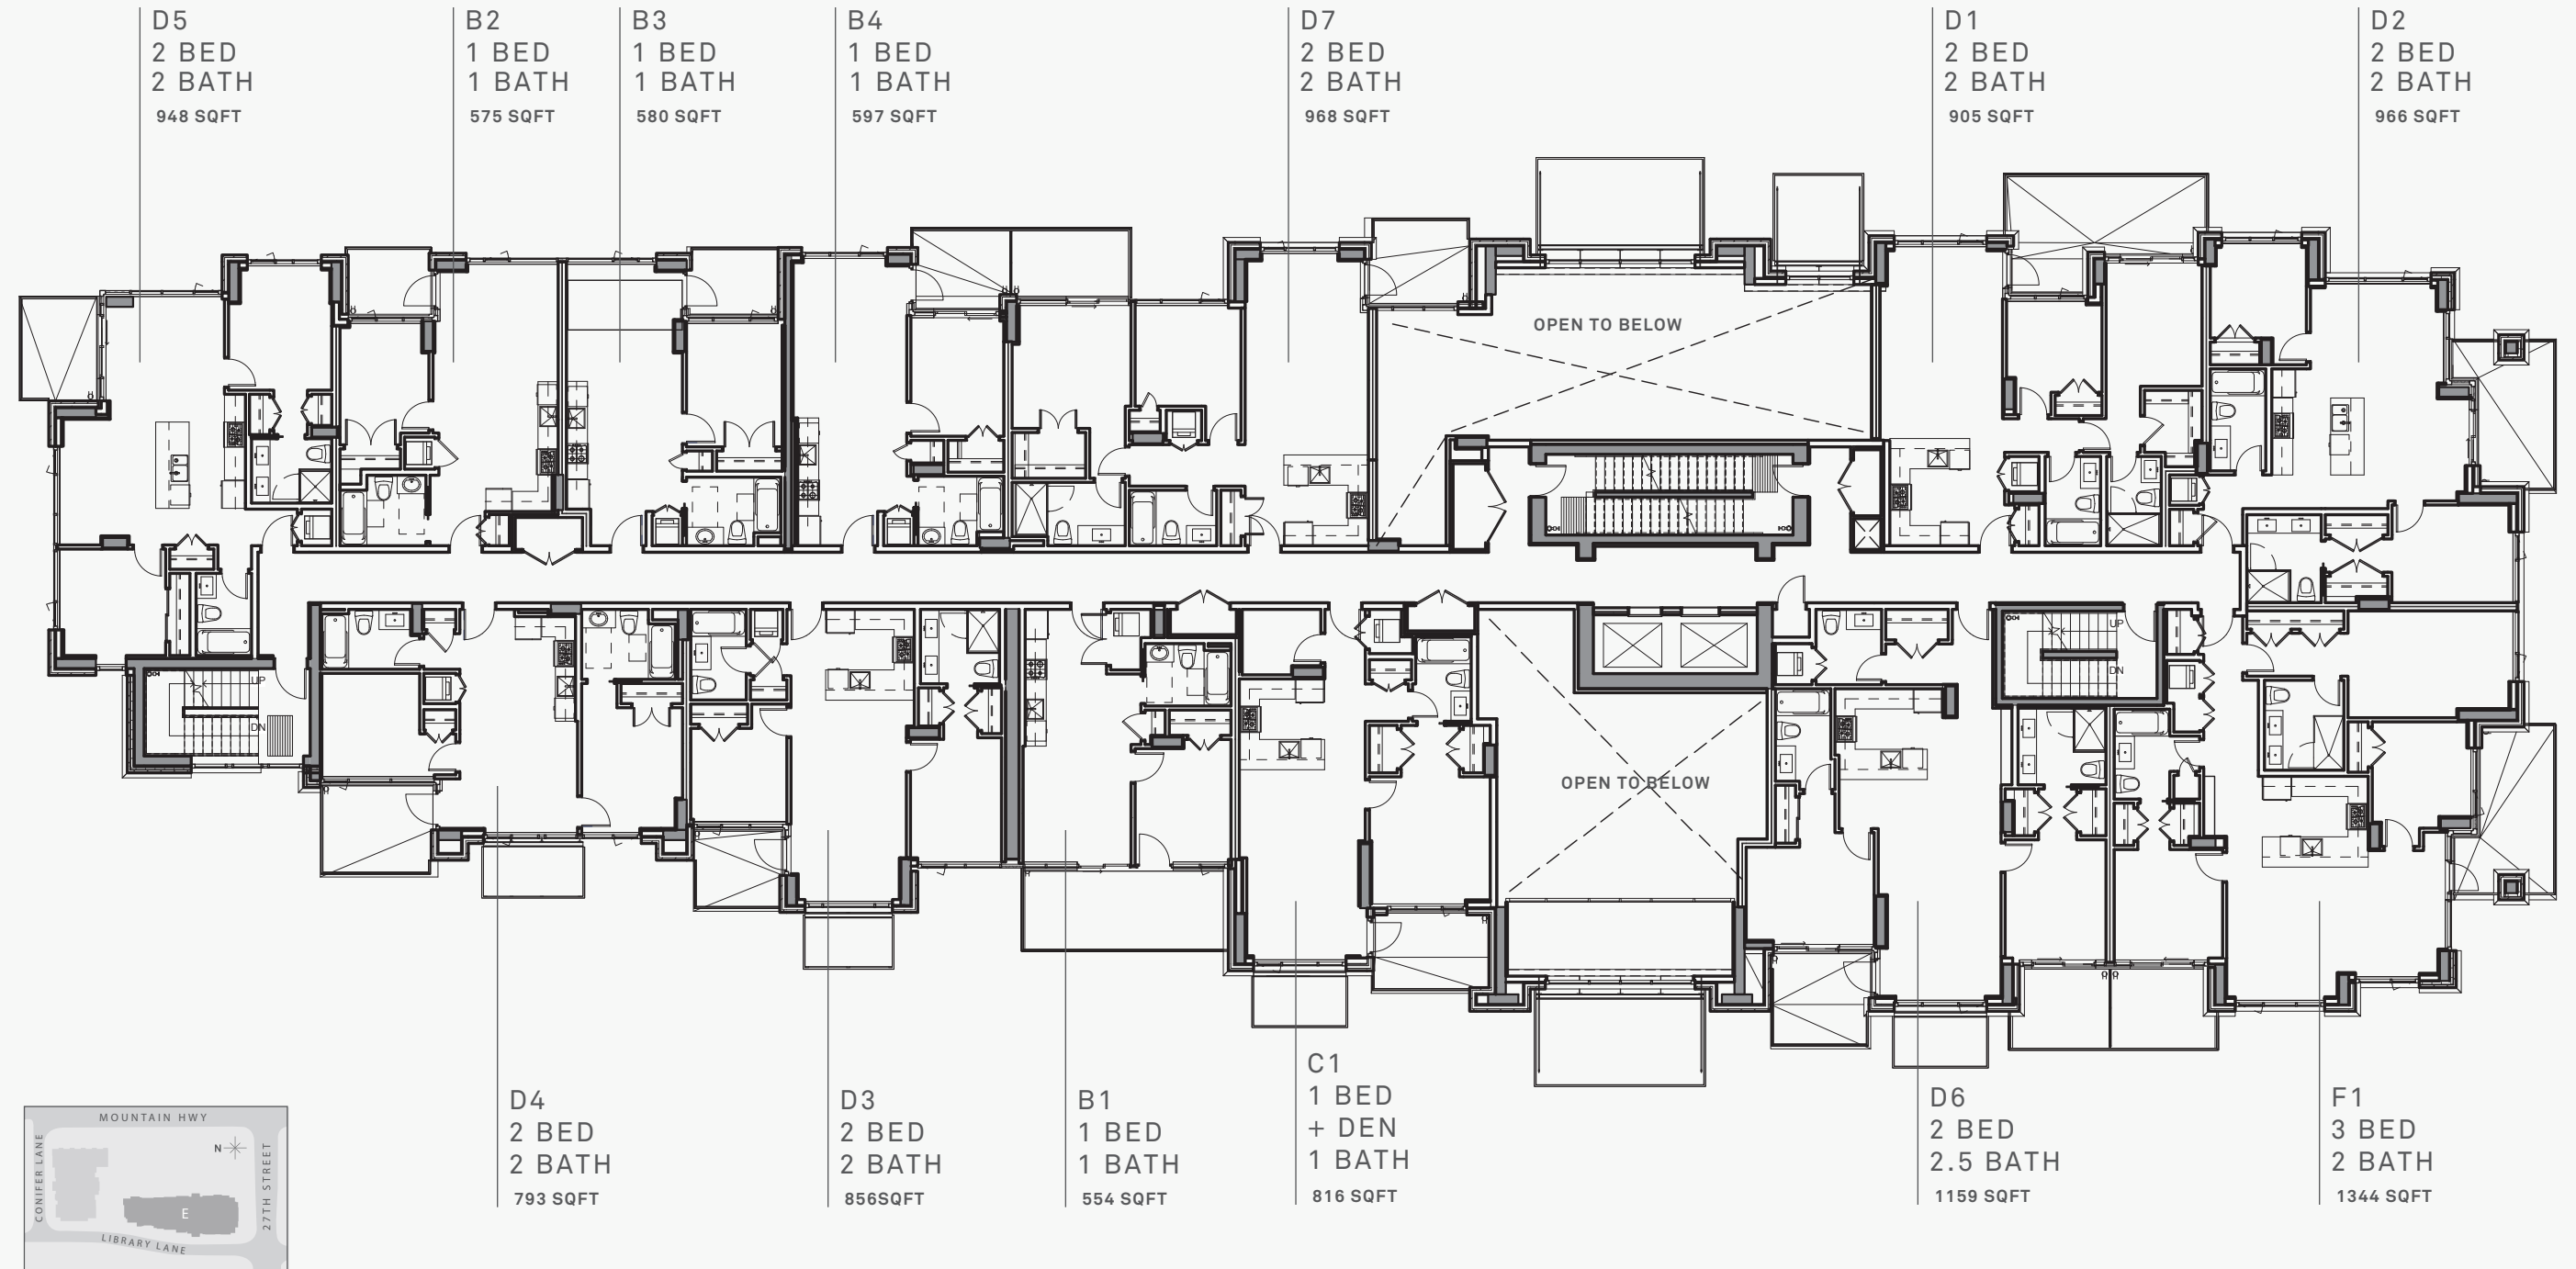 D5
2 BED
2 BATH
948 SQFT
B2
1 BED
1 BATH
575 SQFT
B3
1 BED
1 BATH
580 SQFT
B4
1 BED
1 BATH
597 SQFT
D7
2 BED
2 BATH
968 SQFT
D1
2 BED
2 BATH
905 SQFT
D2
2 BED
2 BATH
966 SQFT
OPEN TO BELOW
UP
DN
UP
DN
OPEN TO BELOW
D4
2 BED
2 BATH
793 SQFT
D3
2 BED
2 BATH
856SQFT
B1
1 BED
1 BATH
554 SQFT
C1
1 BED
+ DEN
1 BATH
816 SQFT
D6
2 BED
2.5 BATH
1159 SQFT
F1
3 BED
2 BATH
1344 SQFT
MOUNTAIN HWY
N
CONIFER LANE
27TH STREET
E
LIBRARY LANE